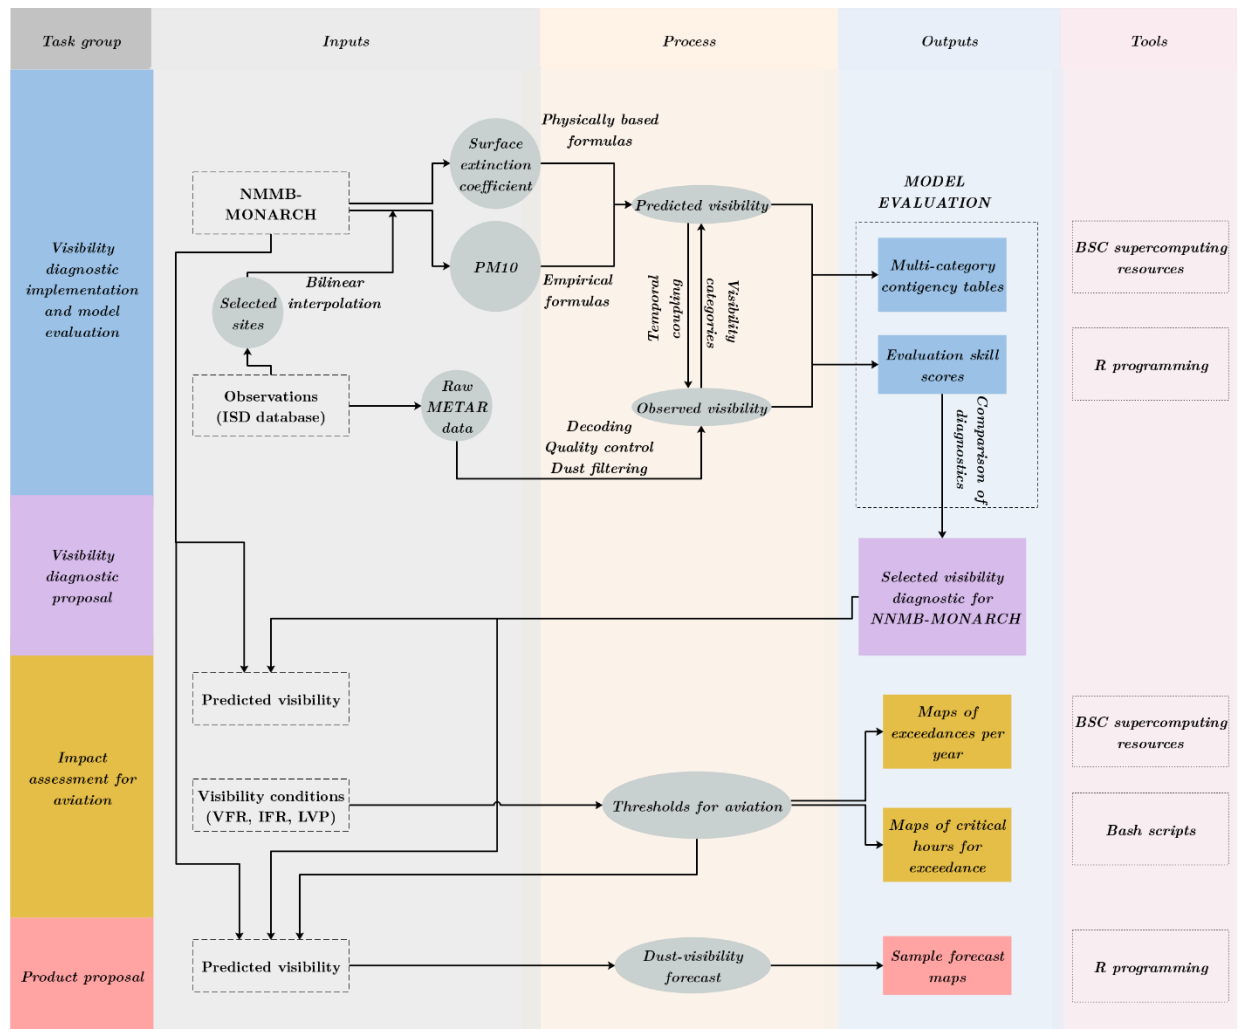 Task group
Inputs
Process
Outputs
Tools
Visibility
diagnostic
implementation
and model
evaluation
NMMB-
MONARCH
Surface
extinction
coefficient
Physically based
formulas
PM10
Empirical
formulas
Selected
sites
Bilinear
interpolation
Observations
(ISD database)
Raw
METAR
data
Decoding
Quality control
Dust filtering
Predicted visibility
Temporal
coupling
Visibility
categories
Observed visibility
MODEL
EVALUATION
Multi-category
contigency tables
Evaluation skill
scores
Comparison of
diagnostics
BSC supercomputing
resources
R programming
Visibility
diagnostic
proposal
Selected visibility
diagnostic for
NNMB-MONARCH
Impact
assessment for
aviation
Predicted visibility
Visibility conditions
(VFR, IFR, LVP)
Thresholds for aviation
Maps of
exceedances per
year
Maps of critical
hours for
exceedance
BSC supercomputing
resources
Bash scripts
Product proposal
Predicted visibility
Dust-visibility
forecast
Sample forecast
maps
R programming